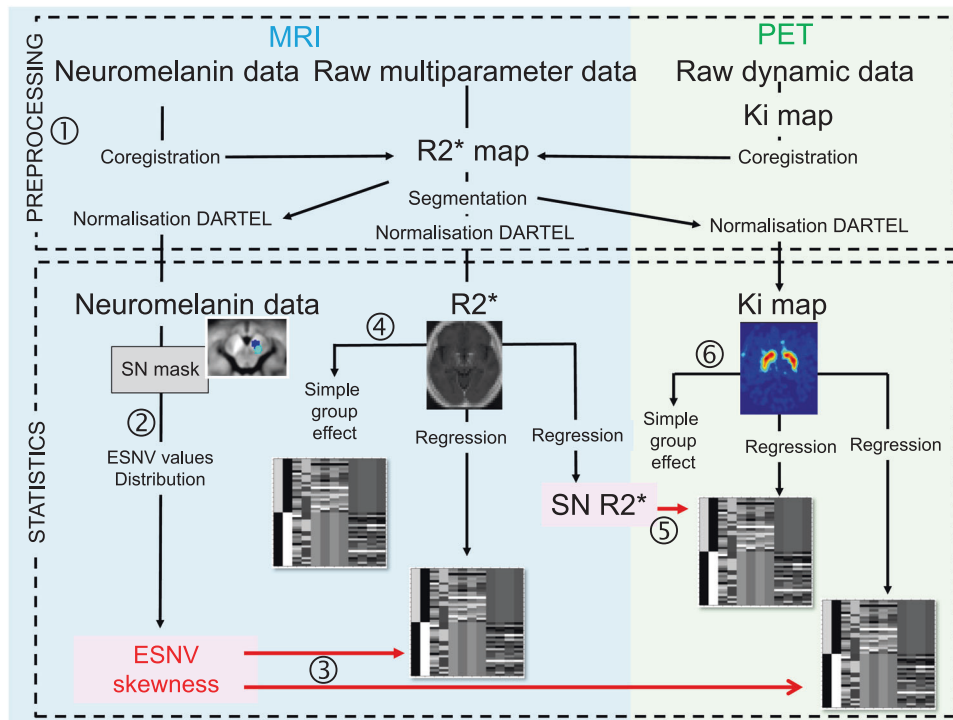 MRI
PET
Neuromelanin data
Raw multiparameter data
Raw dynamic data
Ki map
PREPROCESSING
①
Coregistration
R2* map
Coregistration
Segmentation
Normalisation DARTEL
Normalisation DARTEL
Normalisation DARTEL
STATISTICS
Neuromelanin data
R2*
Ki map
SN mask
④
⑥
②
Simple
group
effect
Regression
Regression
Simple
group
effect
Regression
Regression
ESNV values
Distribution
SN R2*
⑤
ESNV
skewness
③